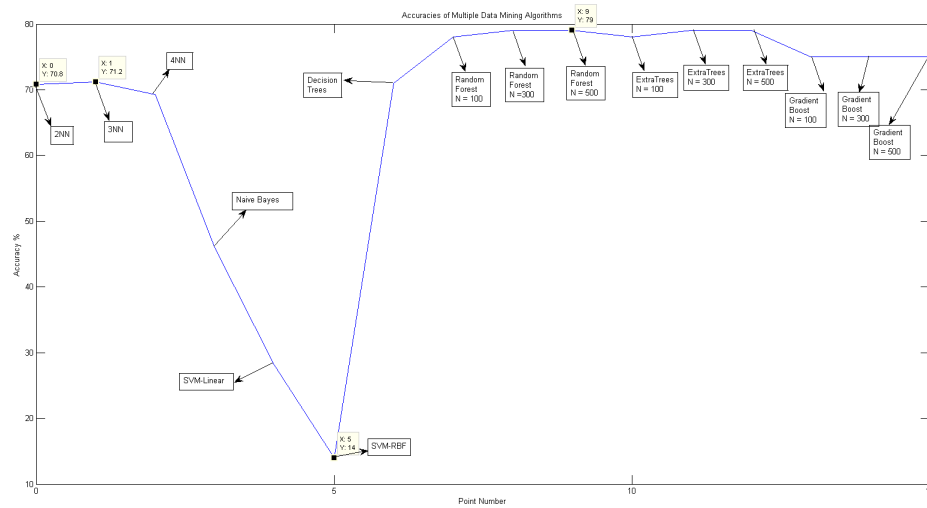 Accuracies of Multiple Data Mining Algorithms
80
70
60
50
40
30
20
10
Accuracy %
X: 0
Y: 70.8
X: 1
Y: 71.2
4NN
2NN
3NN
Naive Bayes
SVM-Linear
X: 5
Y: 14
SVM-RBF
Decision
Trees
Random
Forest
N = 100
Random
Forest
N =300
X: 9
Y: 79
Random
Forest
N = 500
ExtraTrees
N = 100
ExtraTrees
N = 300
ExtraTrees
N = 500
Gradient
Boost
N = 100
Gradient
Boost
N = 300
Gradient
Boost
N = 500
0
5
10
Point Number